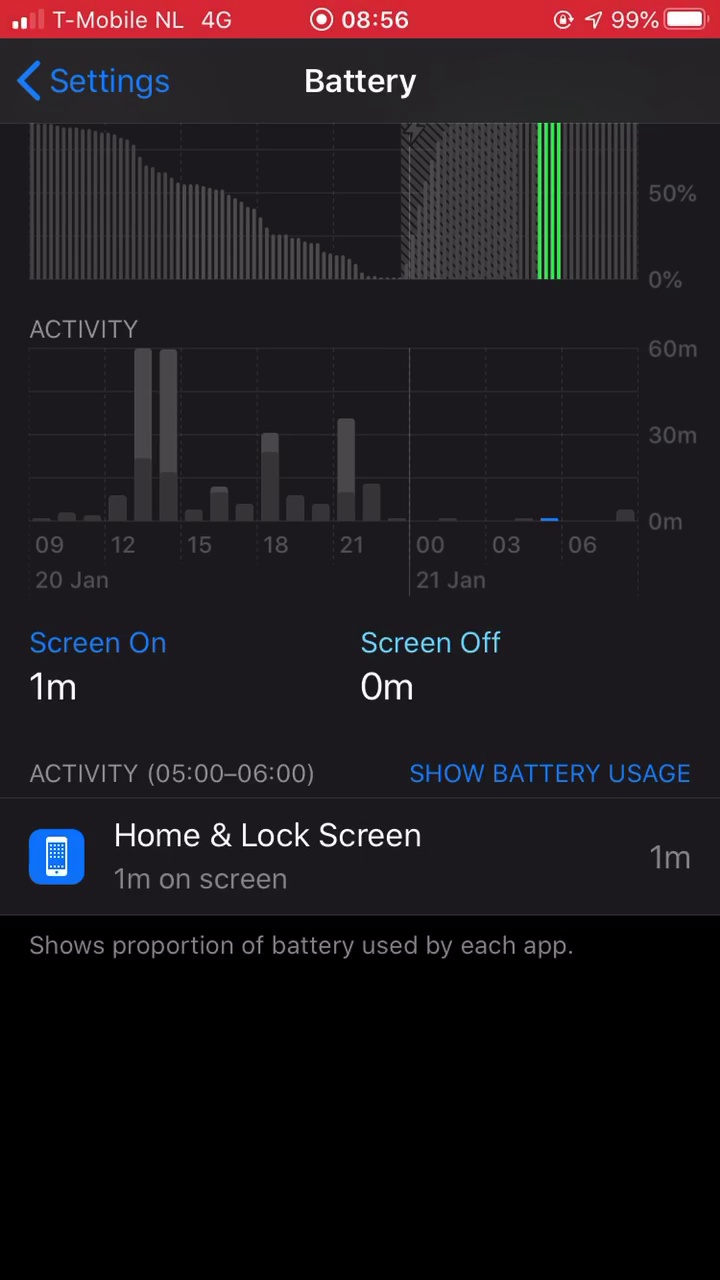 T-Mobile NL 4G 08:56 99%
Settings Battery
50%
0%
ACTIVITY
60m
30m
0m
09 12 15 18 21 00 03 06
20 Jan 21 Jan
Screen On Screen Off
1m 0m
ACTIVITY (05:00–06:00) SHOW BATTERY USAGE
Home & Lock Screen
1m on screen 1m
Shows proportion of battery used by each app.